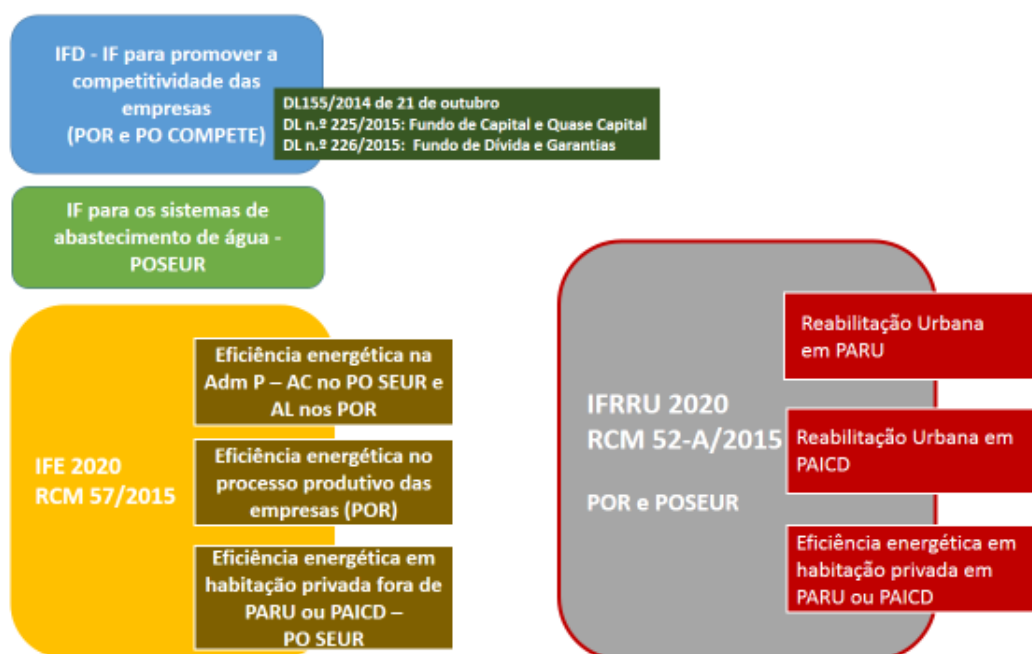 IFD - IF para promover a
competitividade das
empresas
(POR e PO COMPETE)
DL155/2014 de 21 de outubro
DL n.º 225/2015: Fundo de Capital e Quase Capital
DL n.º 226/2015:  Fundo de Dívida e Garantias
IF para os sistemas de
abastecimento de água -
POSEUR
IFE 2020
RCM 57/2015
Eficiência energética na
Adm P – AC no PO SEUR e
AL nos POR
Eficiência energética no
processo produtivo das
empresas (POR)
Eficiência energética em
habitação privada fora de
PARU ou PAICD –
PO SEUR
IFRRU 2020
RCM 52-A/2015
POR e POSEUR
Reabilitação Urbana
em PARU
Reabilitação Urbana em
PAICD
Eficiência energética em
habitação privada em
PARU ou PAICD